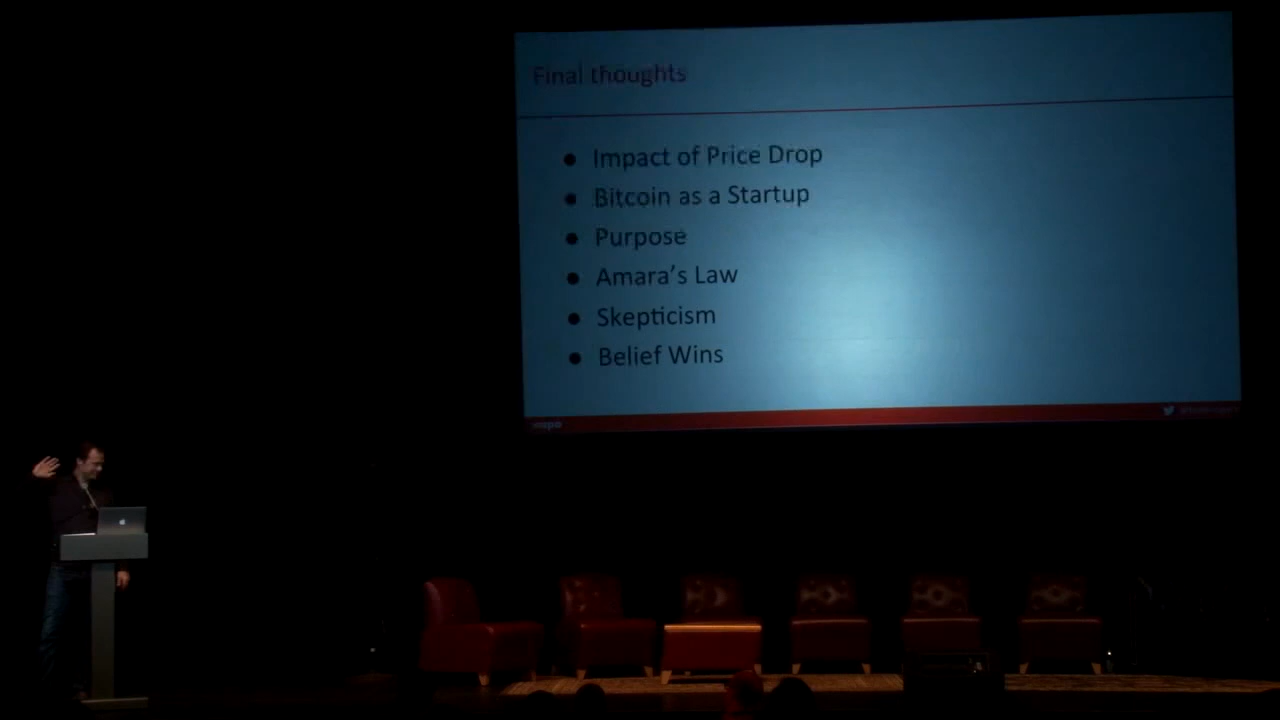 Final thoughts
Impact of Price Drop
Bitcoin as a Startup
Purpose
Amara's Law
Skepticism
Belief Wins